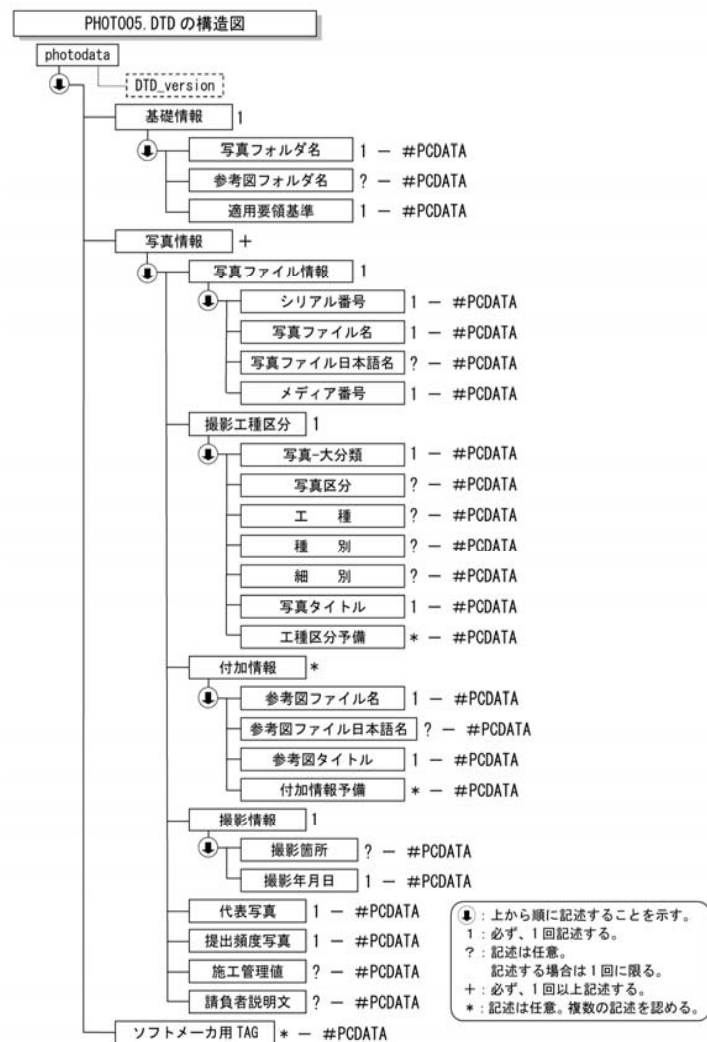 PHOTO05.DTD の構造図
photodata
DTD_version
基礎情報 1
写真フォルダ名 1 － #PCDATA
参考図フォルダ名 ? － #PCDATA
適用要領基準 1 － #PCDATA
写真情報 +
写真ファイル情報 1
シリアル番号 1 － #PCDATA
写真ファイル名 1 － #PCDATA
写真ファイル日本語名 ? － #PCDATA
メディア番号 1 － #PCDATA
撮影工種区分 1
写真-大分類 1 － #PCDATA
写真区分 ? － #PCDATA
工　種 ? － #PCDATA
種　別 ? － #PCDATA
細　別 ? － #PCDATA
写真タイトル 1 － #PCDATA
工種区分予備 * － #PCDATA
付加情報 *
参考図ファイル名 1 － #PCDATA
参考図ファイル日本語名 ? － #PCDATA
参考図タイトル 1 － #PCDATA
付加情報予備 * － #PCDATA
撮影情報 1
撮影箇所 ? － #PCDATA
撮影年月日 1 － #PCDATA
代表写真 1 － #PCDATA
提出頻度写真 1 － #PCDATA
施工管理値 ? － #PCDATA
請負者説明文 ? － #PCDATA
ソフトメーカ用 TAG * － #PCDATA
：上から順に記述することを示す。
1：必ず、1回記述する。
?：記述は任意。
記述する場合は1回に限る。
+：必ず、1回以上記述する。
*：記述は任意。複数の記述を認める。